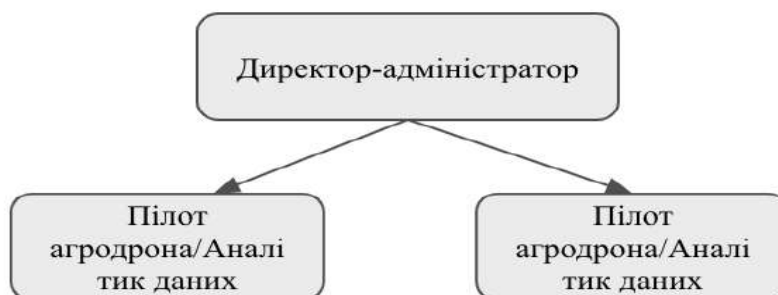 Директор-адміністратор
Пілот
агродрона/Аналі
тик даних
Пілот
агродрона/Аналі
тик даних